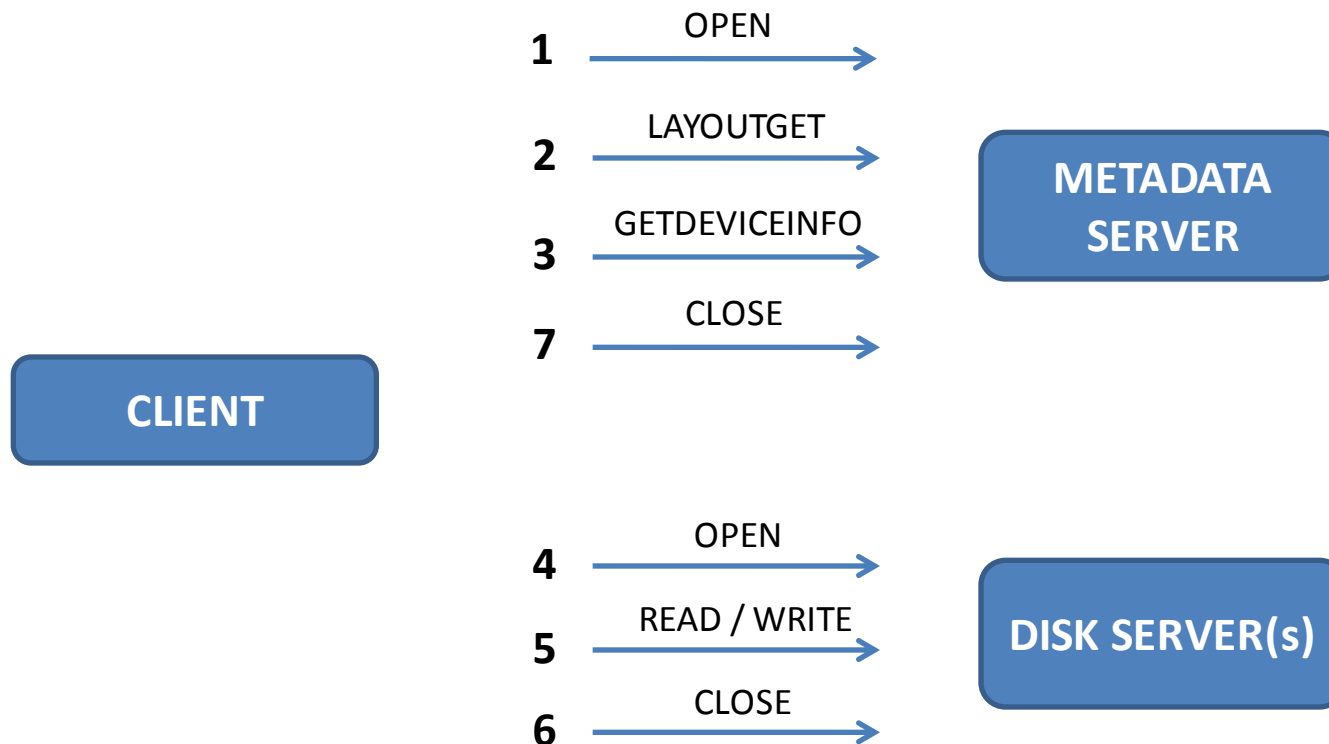 OPEN
1
LAYOUTGET
2
METADATA
SERVER
GETDEVICEINFO
3
CLOSE
7
CLIENT
OPEN
4
READ / WRITE
5
DISK SERVER(s)
CLOSE
6